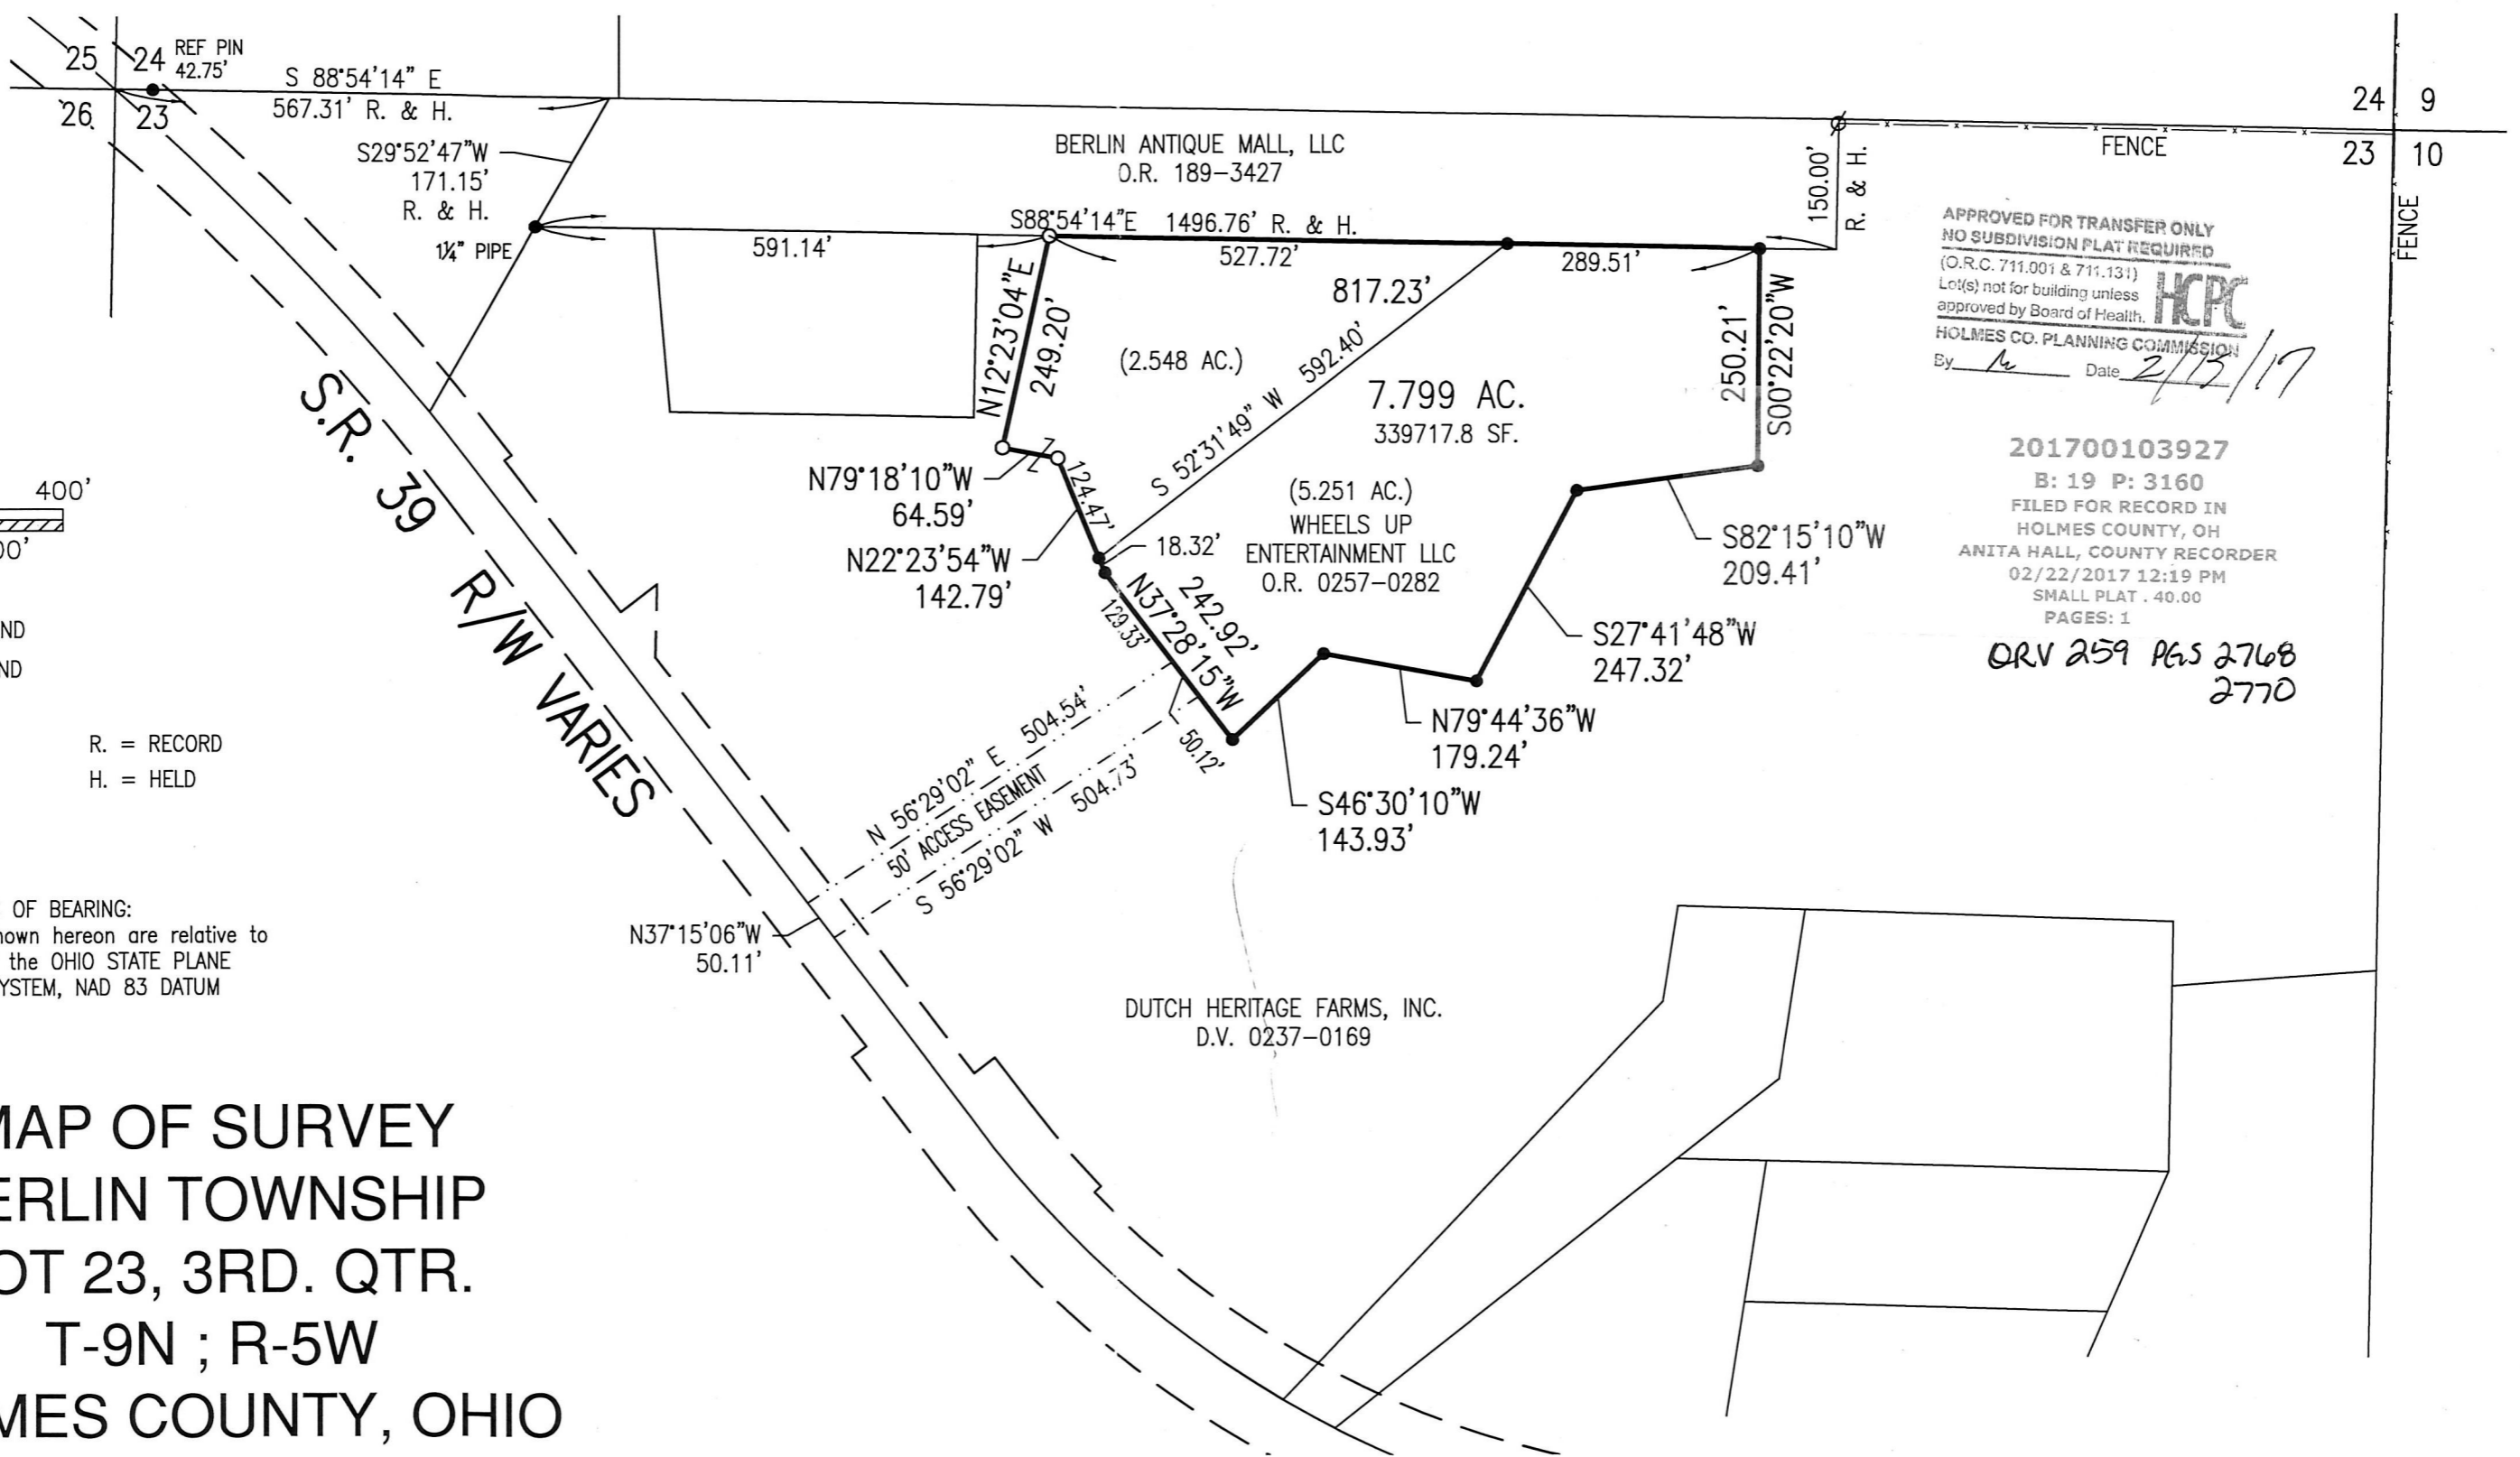 25
24
REF PIN
42.75'
26
23
S 88°54'14" E
567.31' R. & H.
S29°52'47"W
171.15'
R. & H.
1¼" PIPE
BERLIN ANTIQUE MALL, LLC
O.R. 189-3427
S88°54'14"E 1496.76' R. & H.
591.14'
527.72'
289.51'
817.23'
150.00'
R. & H.
FENCE
24
9
23
10
FENCE
N12°23'04"E
249.20'
(2.548 AC.)
S 52°31'49" W 592.40'
7.799 AC.
339717.8 SF.
250.21'
S00°22'20"W
APPROVED FOR TRANSFER ONLY
NO SUBDIVISION PLAT REQUIRED
(O.R.C. 711.001 & 711.131)
Lot(s) not for building unless
approved by Board of Health.
HCPC
HOLMES CO. PLANNING COMMISSION
By
Date 2/15/17
201700103927
B: 19 P: 3160
FILED FOR RECORD IN
HOLMES COUNTY, OH
ANITA HALL, COUNTY RECORDER
02/22/2017 12:19 PM
SMALL PLAT . 40.00
PAGES: 1
ORV 259 PGS 2768
2770
N79°18'10"W
64.59'
Z
124.47'
N22°23'54"W
142.79'
18.32'
(5.251 AC.)
WHEELS UP
ENTERTAINMENT LLC
O.R. 0257-0282
S82°15'10"W
209.41'
S27°41'48"W
247.32'
242.92'
N37°28'15"W
129.33'
50.12'
N79°44'36"W
179.24'
S46°30'10"W
143.93'
S.R. 39 R/W VARIES
400'
00'
ND
ND
R. = RECORD
H. = HELD
N 56°29'02" E 504.54'
50' ACCESS EASEMENT
S 56°29'02" W 504.73'
N37°15'06"W
50.11'
OF BEARING:
hown hereon are relative to
the OHIO STATE PLANE
YSTEM, NAD 83 DATUM
DUTCH HERITAGE FARMS, INC.
D.V. 0237-0169
MAP OF SURVEY
ERLIN TOWNSHIP
OT 23, 3RD. QTR.
T-9N ; R-5W
MES COUNTY, OHIO